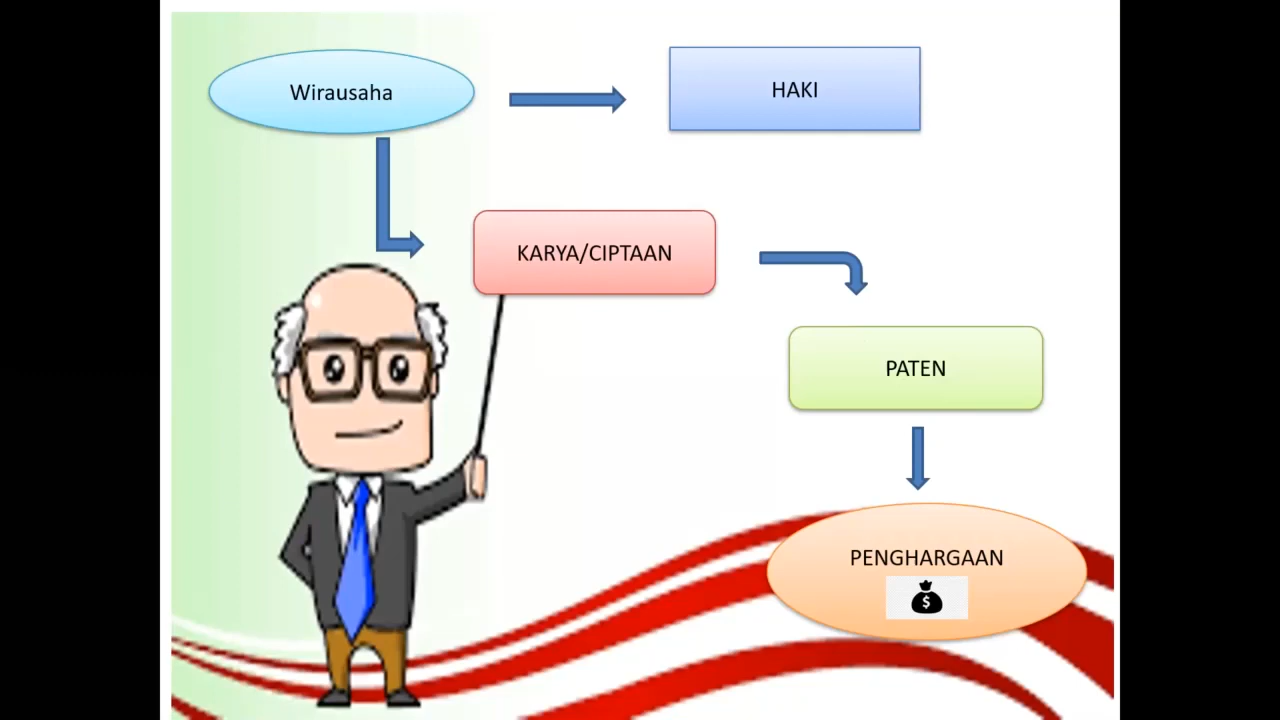 Wirausaha
HAKI
KARYA/CIPTAAN
PATEN
PENGHARGAAN
$